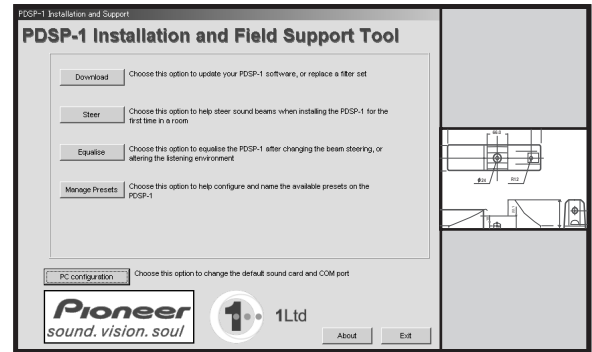 PDSP-1 Installation and Support
PDSP-1 Installation and Field Support Tool
Download
Choose this option to update your PDSP-1 software, or replace a filter set
Steer
Choose this option to help steer sound beams when installing the PDSP-1 for the
first time in a room
Equalise
Choose this option to equalise the PDSP-1 after changing the beam steering, or
altering the listening environment
Manage Presets
Choose this option to help configure and name the available presets on the
PDSP-1
PC configuration
Choose this option to change the default sound card and COM port
Pioneer
sound. vision. soul
1
1Ltd
About
Exit
R12